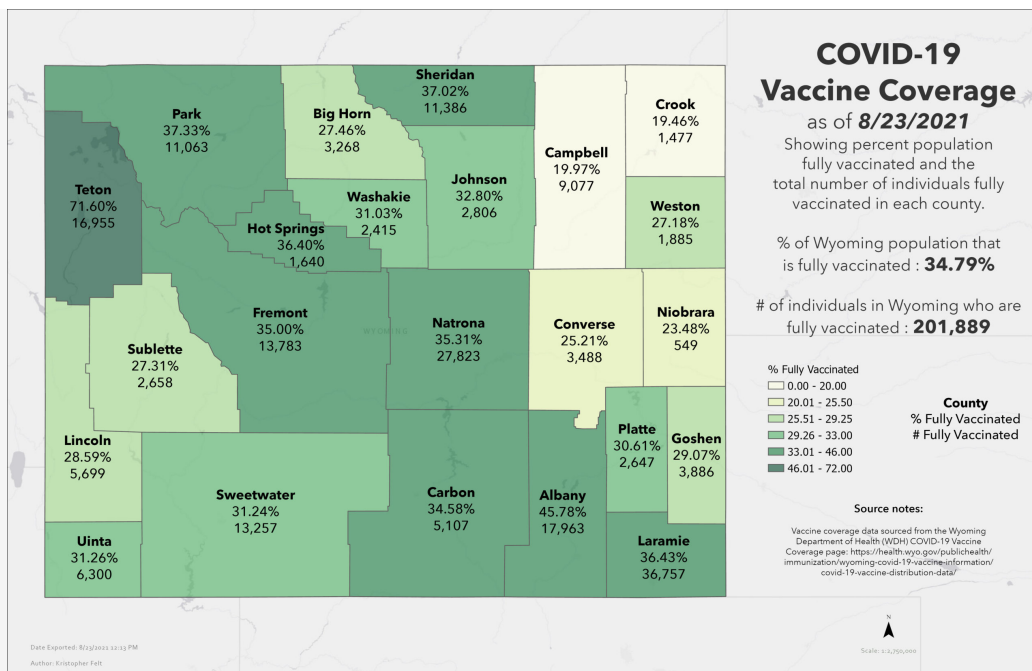 COVID-19
Vaccine Coverage
as of 8/23/2021
Showing percent population
fully vaccinated and the
total number of individuals fully
vaccinated in each county.
% of Wyoming population that
is fully vaccinated : 34.79%
# of individuals in Wyoming who are
fully vaccinated : 201,889
% Fully Vaccinated
0.00 - 20.00
20.01 - 25.50
25.51 - 29.25
29.26 - 33.00
33.01 - 46.00
46.01 - 72.00
County
% Fully Vaccinated
# Fully Vaccinated
Source notes:
Vaccine coverage data sourced from the Wyoming
Department of Health (WDH) COVID-19 Vaccine
Coverage page: https://health.wyo.gov/publichealth/
immunization/wyoming-covid-19-vaccine-information/
covid-19-vaccine-distribution-data/
N
Scale: 1:2,750,000
Park
37.33%
11,063
Big Horn
27.46%
3,268
Sheridan
37.02%
11,386
Campbell
19.97%
9,077
Crook
19.46%
1,477
Teton
71.60%
16,955
Washakie
31.03%
2,415
Johnson
32.80%
2,806
Weston
27.18%
1,885
Hot Springs
36.40%
1,640
Fremont
35.00%
13,783
WYOMING
Natrona
35.31%
27,823
Converse
25.21%
3,488
Niobrara
23.48%
549
Sublette
27.31%
2,658
Lincoln
28.59%
5,699
Platte
30.61%
2,647
Goshen
29.07%
3,886
Sweetwater
31.24%
13,257
Carbon
34.58%
5,107
Albany
45.78%
17,963
Uinta
31.26%
6,300
Laramie
36.43%
36,757
Date Exported: 8/23/2021 12:13 PM
Author: Kristopher Felt